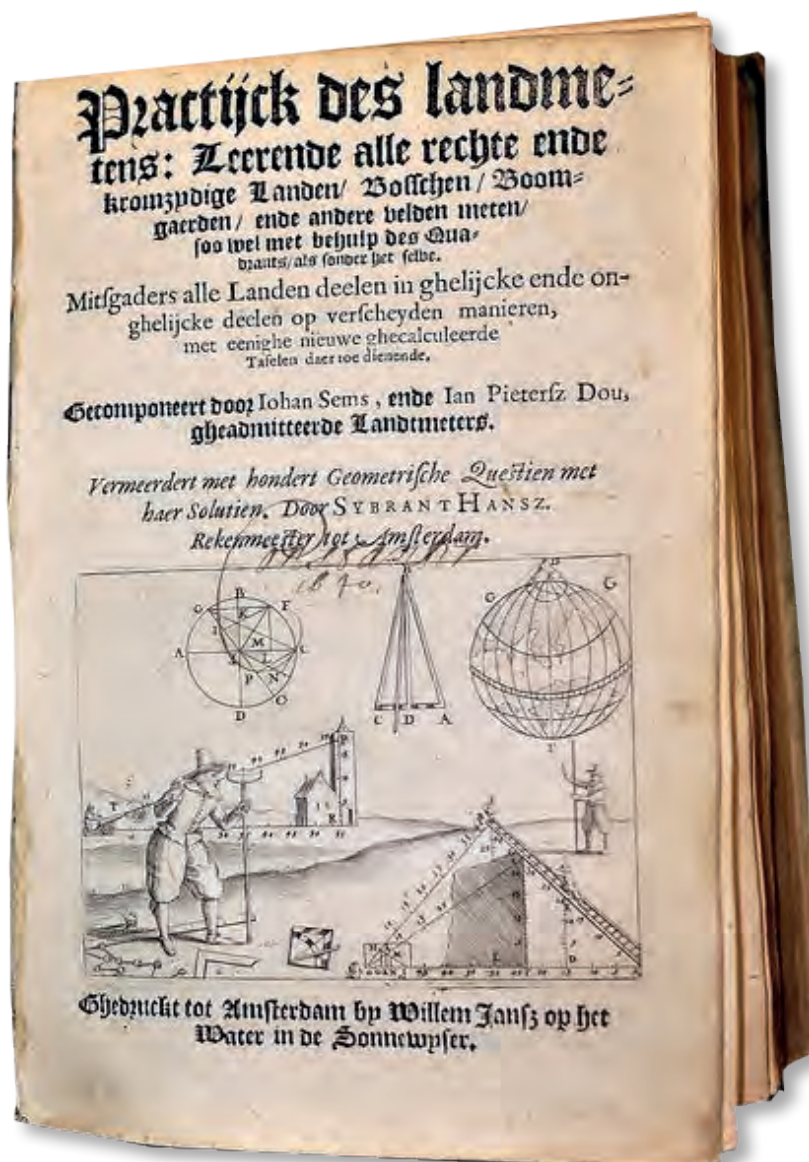 Practijck des landme-
tens: Leerende alle rechte ende
kromzydige Landen/ Bosschen/ Boom-
gaerden/ ende andere velden meten/
soo wel met behulp des Qua-
drants/ als sonder het selve.
Mitſgaders alle Landen deelen in ghelijcke ende on-
ghelijcke deelen op verſcheyden manieren,
met eenighe nieuwe ghecalculeerde
Tafelen daer toe dienende.
Gecomponeert door Iohan Sems, ende Ian Pieterſz Dou,
gheadmitteerde Landtmeters.
Vermeerdert met hondert Geometriſche Queſtien met
haer Solutien. Door SYBRANT HANSZ.
Rekenmeeſter tot Amſterdam.
B
G F
K
I M
A C
L
P N
O
D
C D A
G G
T
R
D
Ghedruckt tot Amſterdam by Willem Janſz op het
Water in de Sonnewyſer.